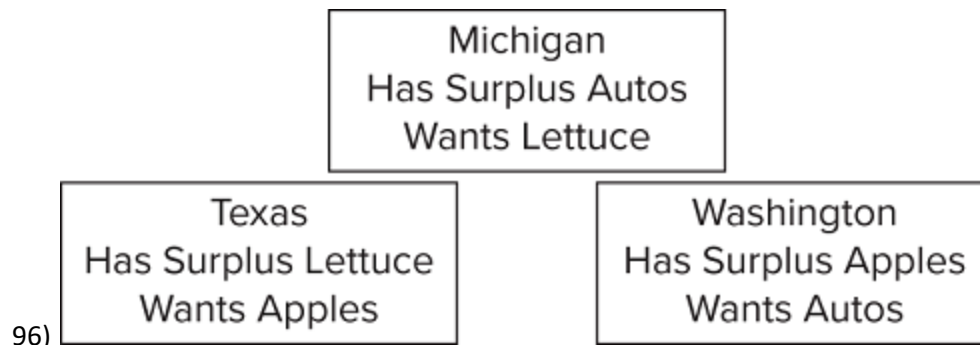 Michigan
Has Surplus Autos
Wants Lettuce
Texas
Has Surplus Lettuce
Wants Apples
Washington
Has Surplus Apples
Wants Autos
96)